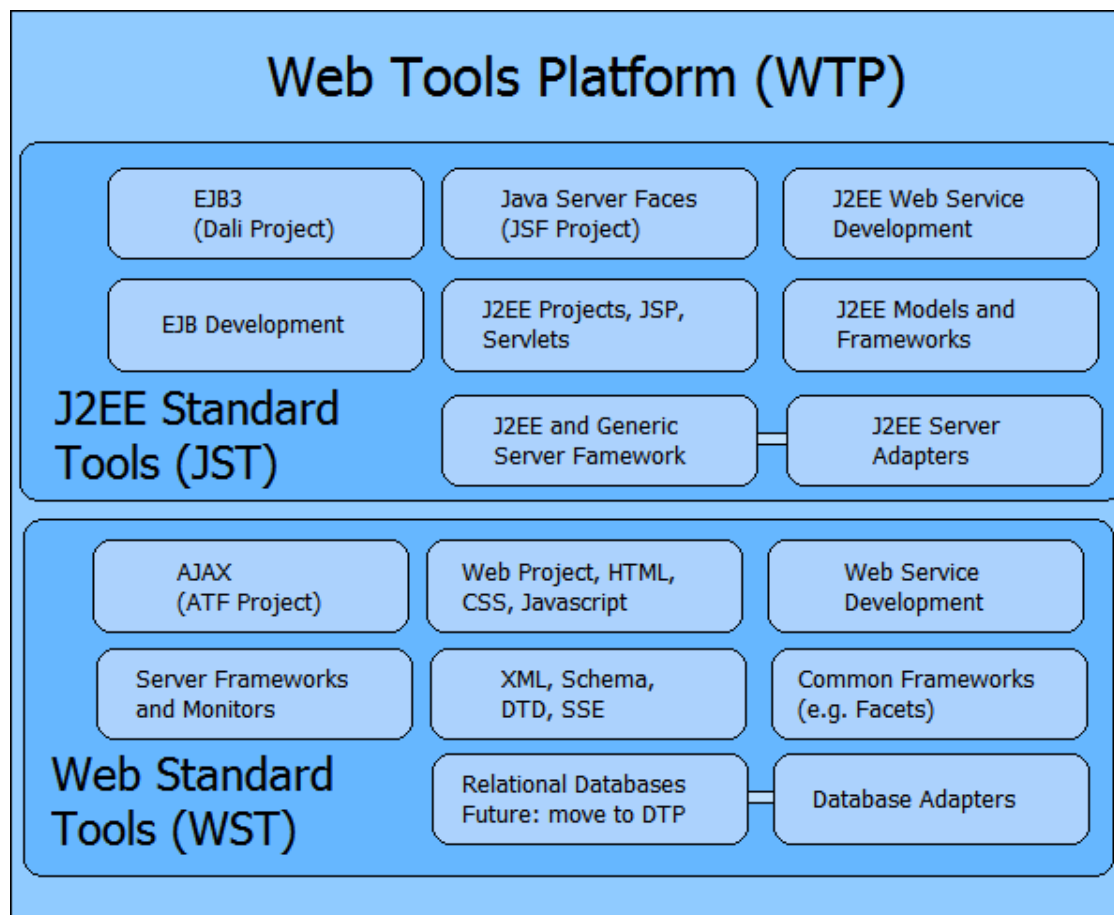 Web Tools Platform (WTP)
EJB3
(Dali Project)
Java Server Faces
(JSF Project)
J2EE Web Service
Development
EJB Development
J2EE Projects, JSP,
Servlets
J2EE Models and
Frameworks
J2EE Standard
Tools (JST)
J2EE and Generic
Server Famework
J2EE Server
Adapters
AJAX
(ATF Project)
Web Project, HTML,
CSS, Javascript
Web Service
Development
Server Frameworks
and Monitors
XML, Schema,
DTD, SSE
Common Frameworks
(e.g. Facets)
Web Standard
Tools (WST)
Relational Databases
Future: move to DTP
Database Adapters